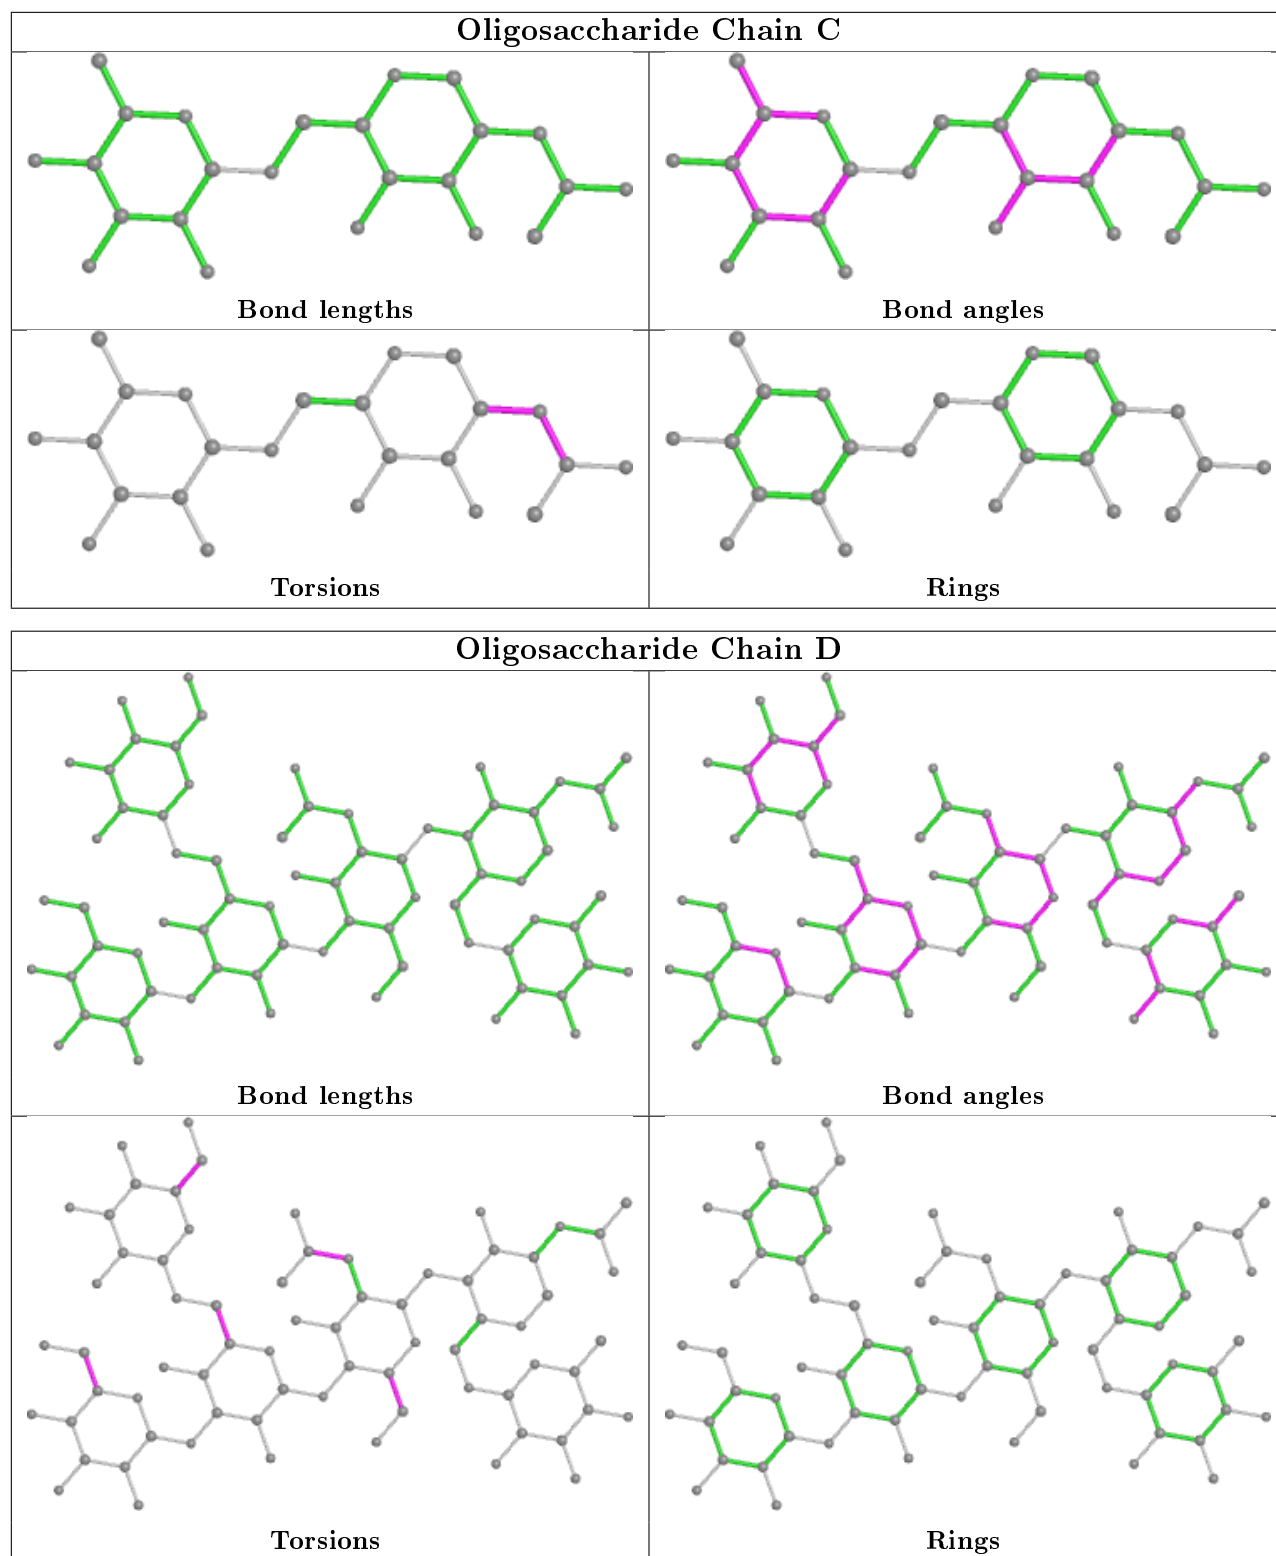 Oligosaccharide Chain C
Bond lengths
Bond angles
Torsions
Rings
Oligosaccharide Chain D
Bond lengths
Bond angles
Torsions
Rings